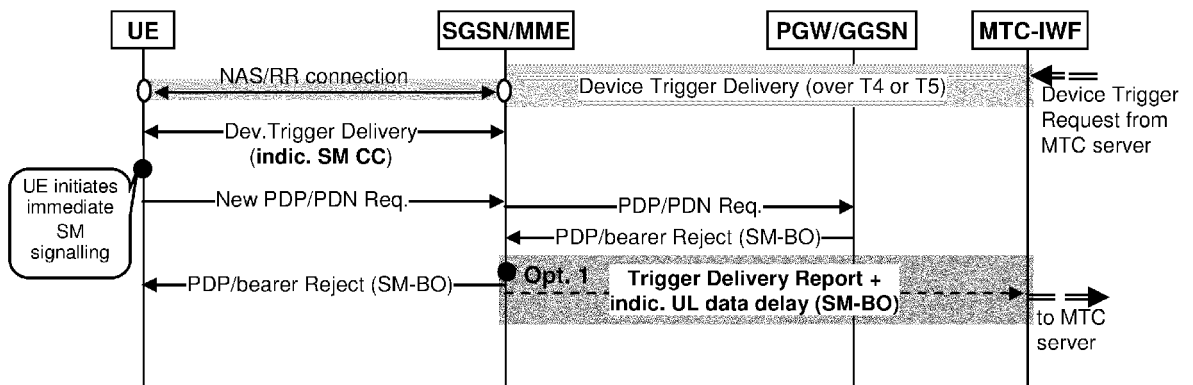 UE
SGSN/MME
PGW/GGSN
MTC-IWF
NAS/RR connection
Device Trigger Delivery (over T4 or T5)
Device Trigger
Request from
MTC server
Dev.Trigger Delivery
(indic. SM CC)
UE initiates
immediate
SM
signalling
New PDP/PDN Req.
PDP/PDN Req.
PDP/bearer Reject (SM-BO)
PDP/bearer Reject (SM-BO)
Opt. 1
Trigger Delivery Report +
indic. UL data delay (SM-BO)
to MTC
server